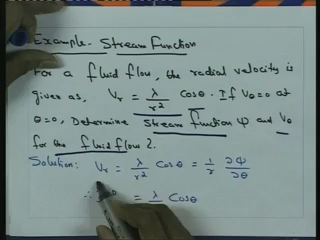 Example - Stream Function
For a fluid flow, the radial velocity is
given as, Vr = λ/r² Cosθ. If Vθ=0 at
θ=0, Determine Stream function ψ and Vθ
for the fluid flow?
Solution: Vr = λ/r² Cosθ = 1/r ∂ψ/∂θ
∴ = λ Cosθ